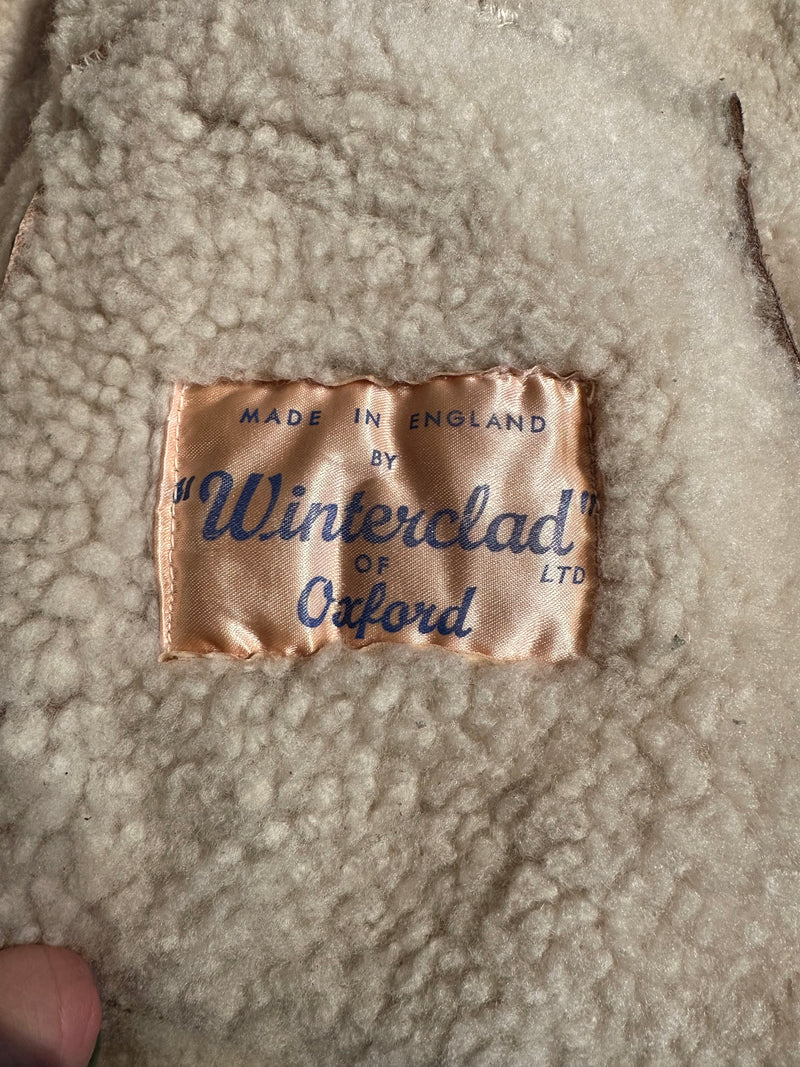 MADE IN ENGLAND
BY
"Winterclad"
OF LTD
Oxford